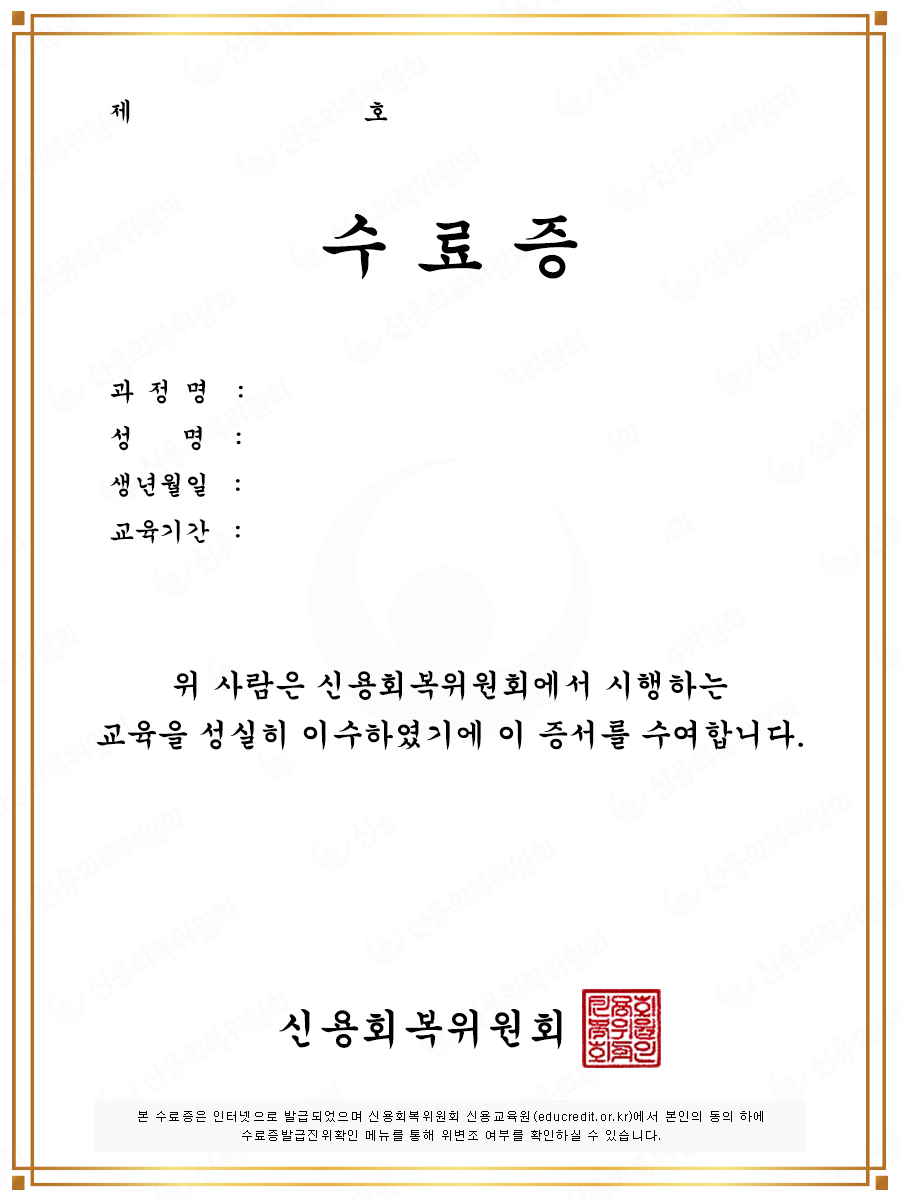 제 호
수 료 증
과 정 명 :
성 명 :
생년월일 :
교육기간 :
위 사람은 신용회복위원회에서 시행하는
교육을 성실히 이수하였기에 이 증서를 수여합니다.
신용회복위원회
본 수료증은 인터넷으로 발급되었으며 신용회복위원회 신용교육원(educredit.or.kr)에서 본인의 동의 하에
수료증발급진위확인 메뉴를 통해 위변조 여부를 확인하실 수 있습니다.